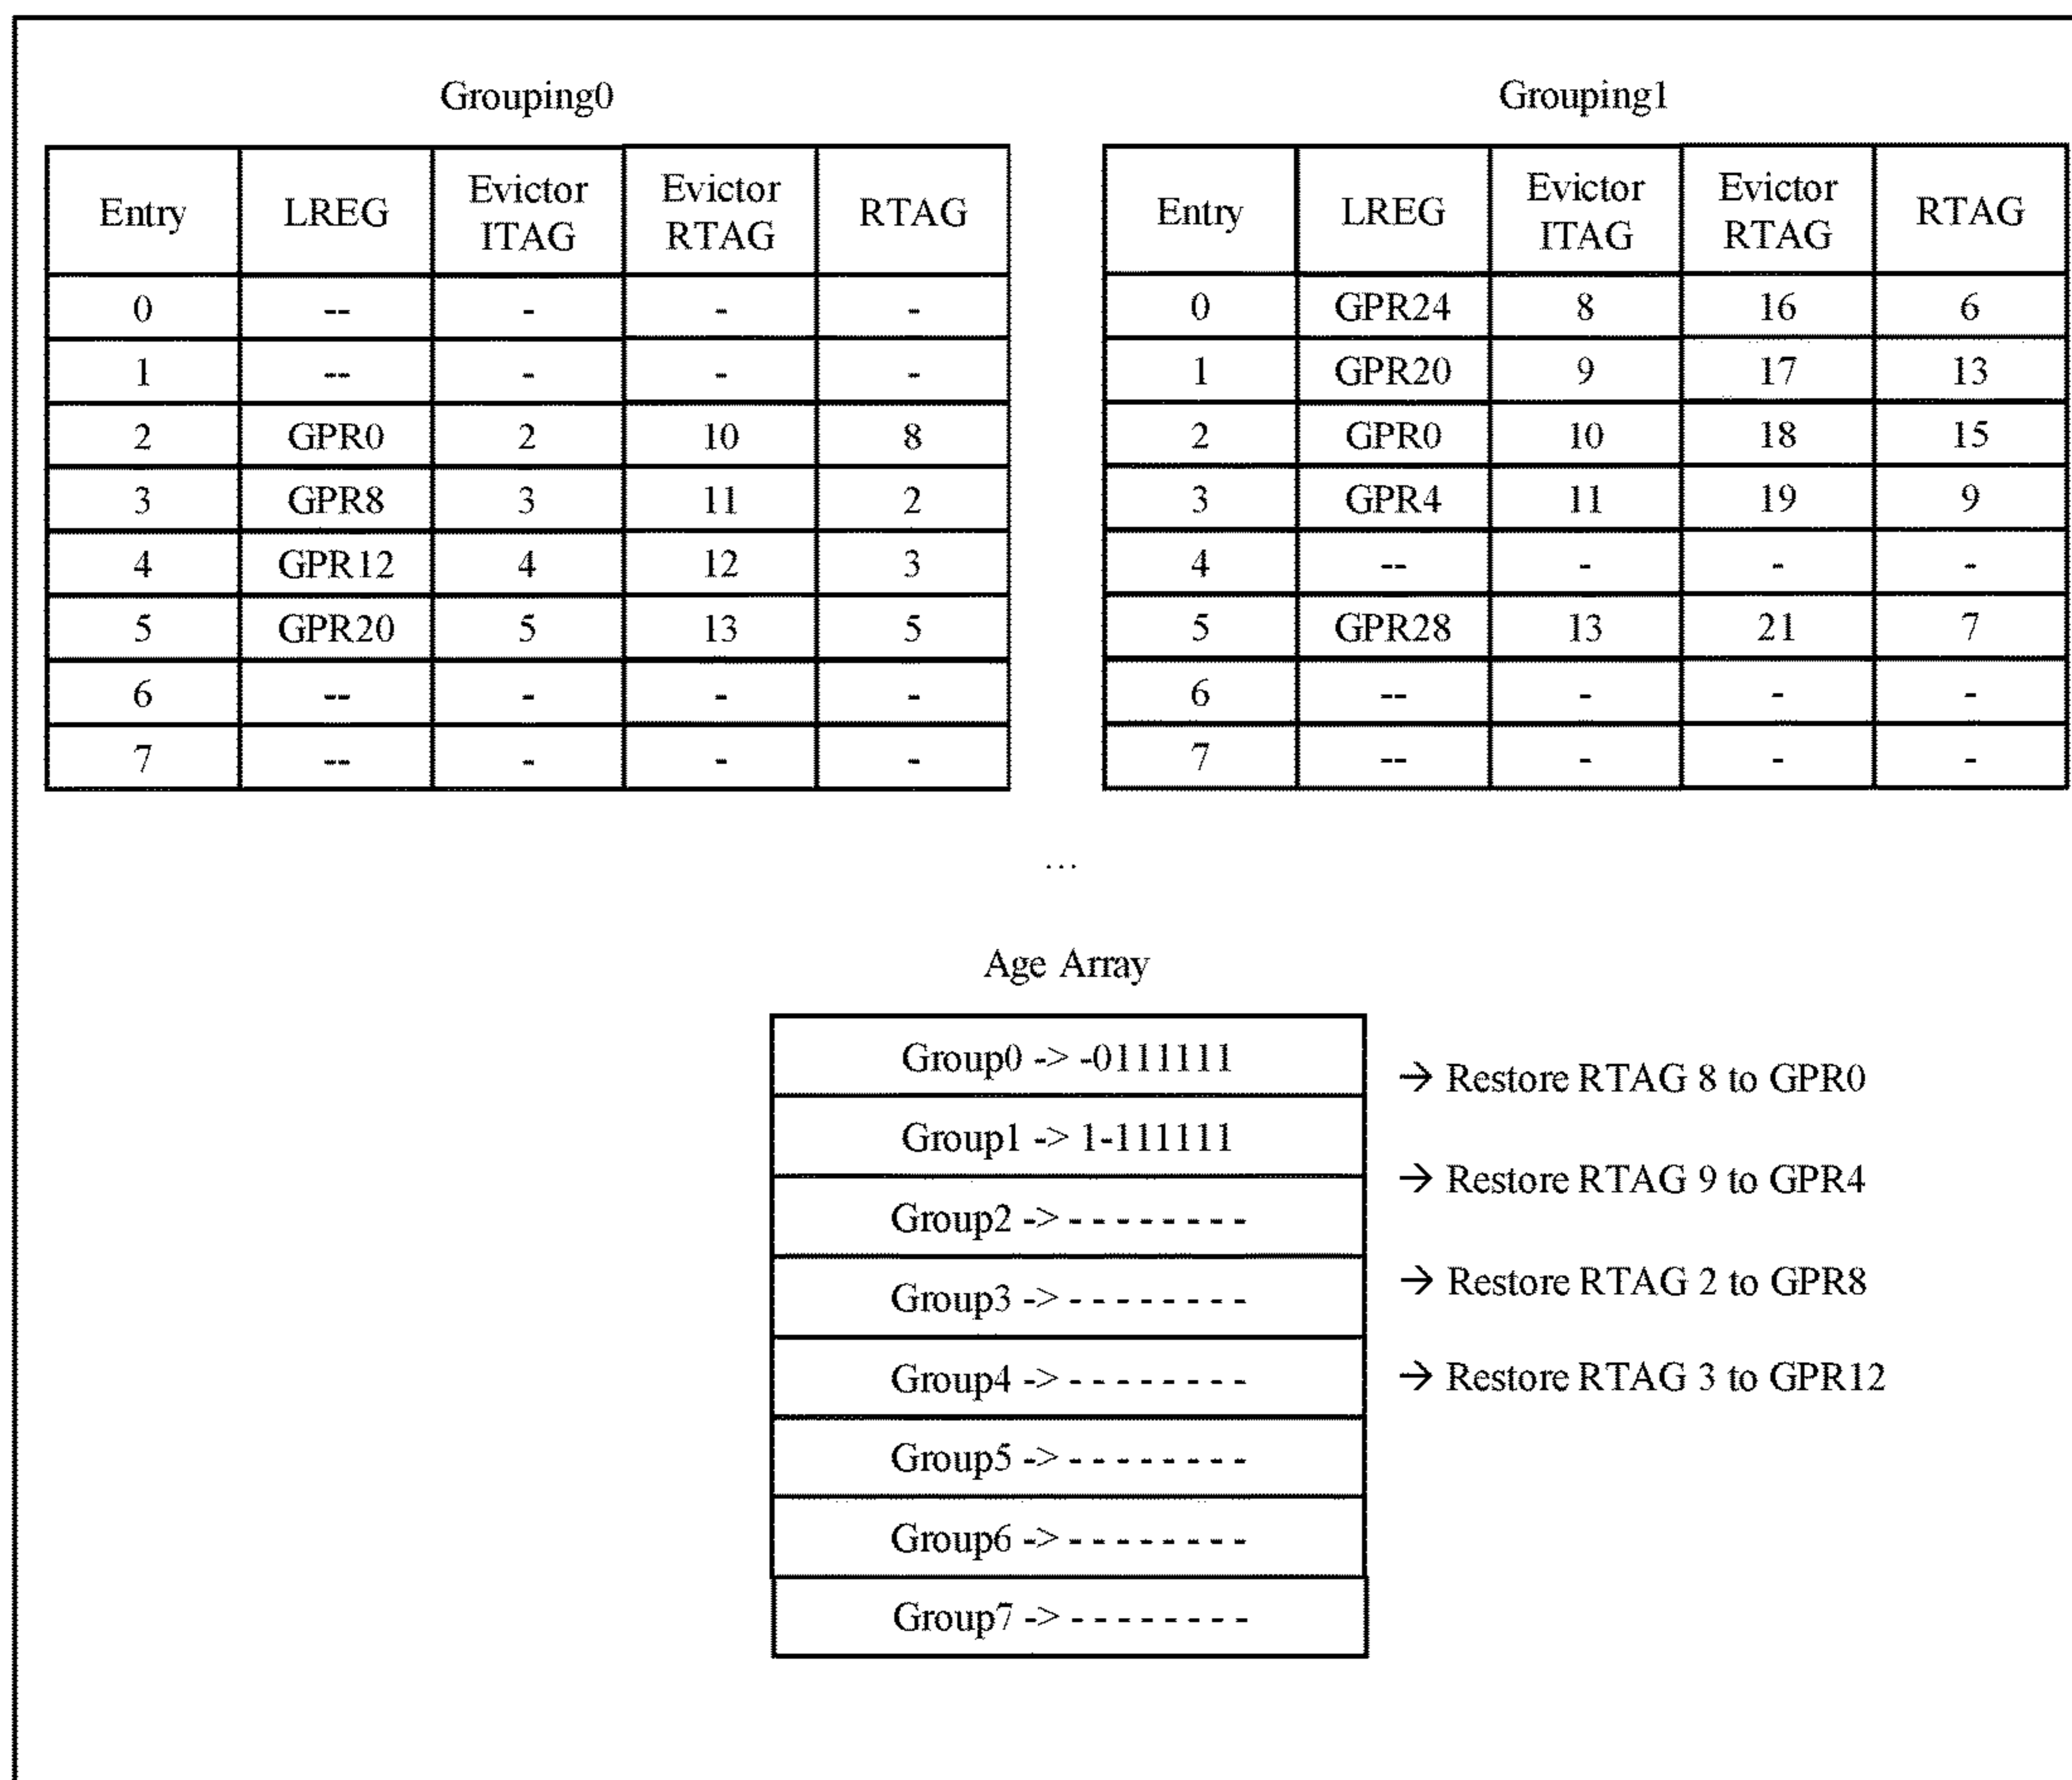 Grouping0
Entry LREG Evictor ITAG Evictor RTAG RTAG
0 -- - - -
1 -- - - -
2 GPR0 2 10 8
3 GPR8 3 11 2
4 GPR12 4 12 3
5 GPR20 5 13 5
6 -- - - -
7 -- - - -
Grouping1
Entry LREG Evictor ITAG Evictor RTAG RTAG
0 GPR24 8 16 6
1 GPR20 9 17 13
2 GPR0 10 18 15
3 GPR4 11 19 9
4 -- - - -
5 GPR28 13 21 7
6 -- - - -
7 -- - - -
...
Age Array
Group0 -> -0111111
Group1 -> 1-111111
Group2 -> - - - - - - - -
Group3 -> - - - - - - - -
Group4 -> - - - - - - - -
Group5 -> - - - - - - - -
Group6 -> - - - - - - - -
Group7 -> - - - - - - - -
→ Restore RTAG 8 to GPR0
→ Restore RTAG 9 to GPR4
→ Restore RTAG 2 to GPR8
→ Restore RTAG 3 to GPR12